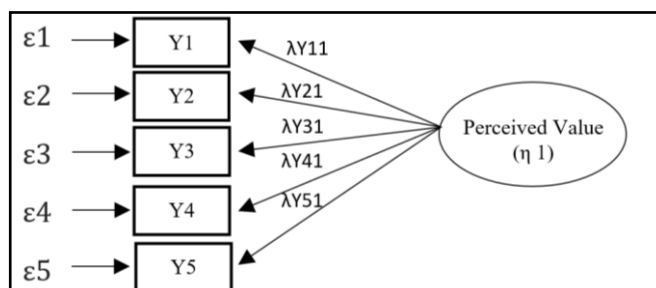 ε1 Y1 λY11
ε2 Y2 λY21
ε3 Y3 λY31
Perceived Value
(η 1)
λY41
ε4 Y4 λY51
ε5 Y5